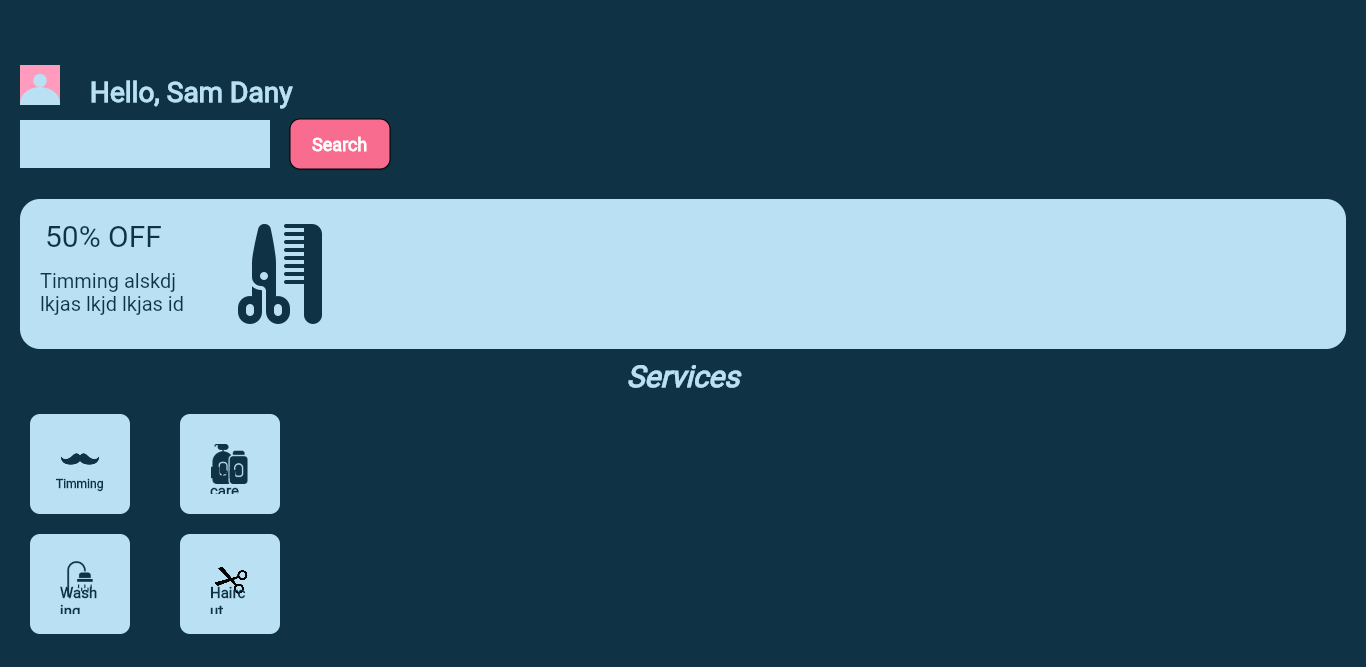 Hello, Sam Dany
Search
50% OFF
Timming alskdj
lkjas lkjd lkjas id
Services
Timming
care
Wash
ing
Hairc
ut